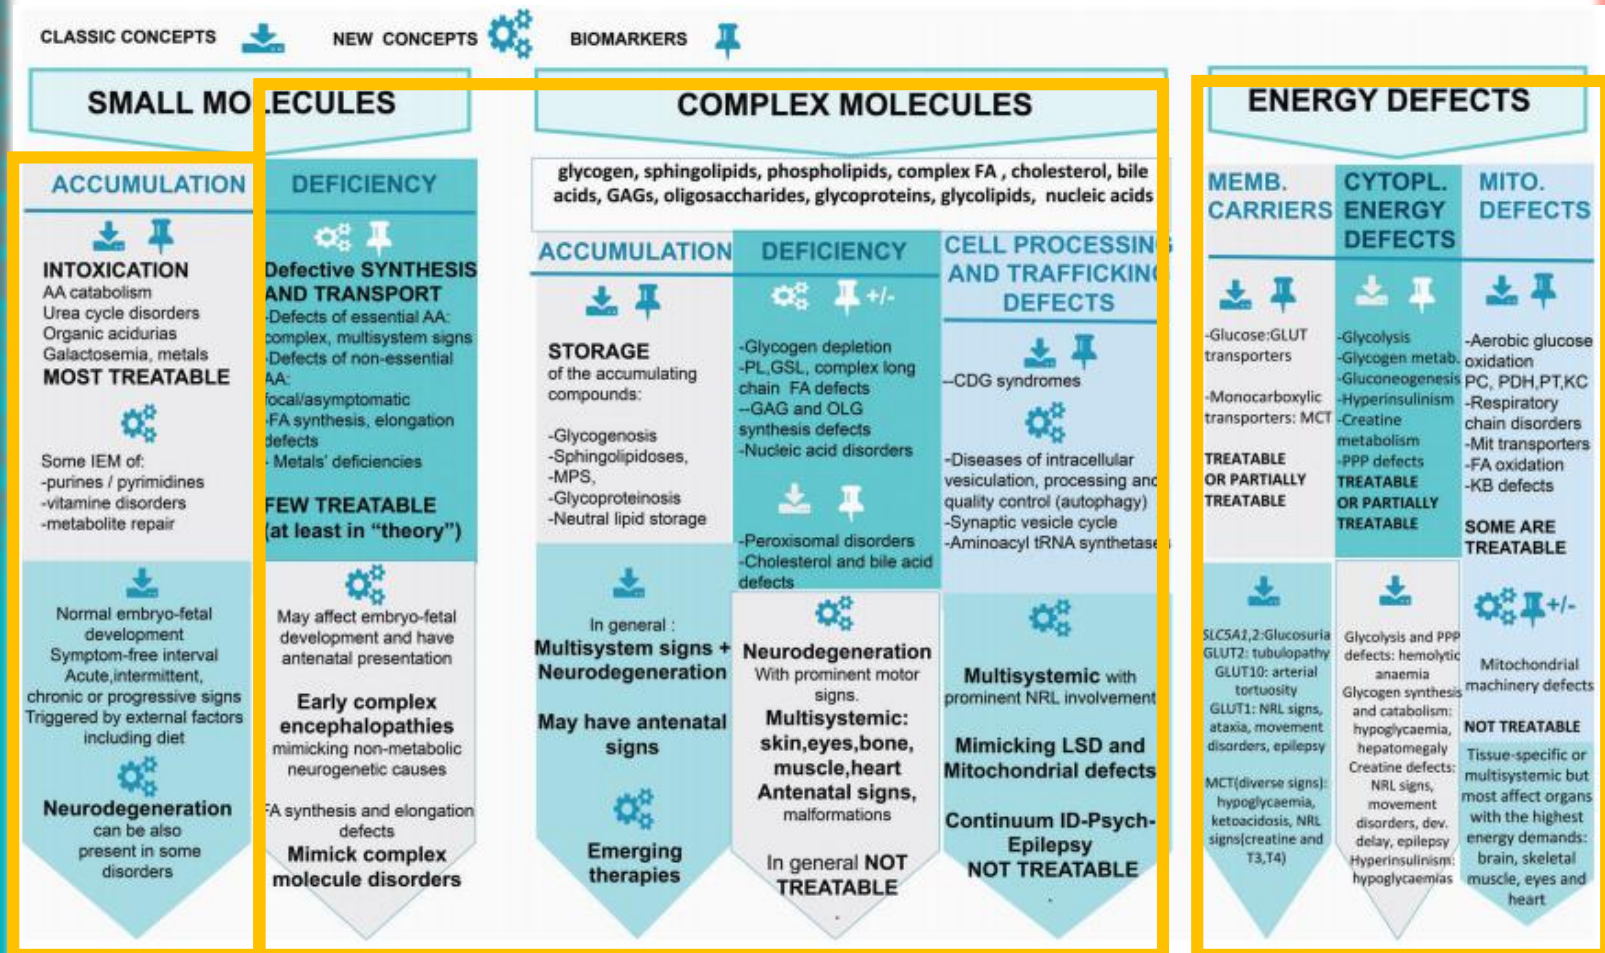 CLASSIC CONCEPTS
NEW CONCEPTS
BIOMARKERS
SMALL MOLECULES
ACCUMULATION
INTOXICATION
AA catabolism
Urea cycle disorders
Organic acidurias
Galactosemia, metals
MOST TREATABLE
Some IEM of:
-purines / pyrimidines
-vitamine disorders
-metabolite repair
Normal embryo-fetal
development
Symptom-free interval
Acute,intermittent,
chronic or progressive signs
Triggered by external factors
including diet
Neurodegeneration
can be also
present in some
disorders
DEFICIENCY
Defective SYNTHESIS
AND TRANSPORT
-Defects of essential AA:
complex, multisystem signs
-Defects of non-essential
AA:
focal/asymptomatic
-FA synthesis, elongation
defects
- Metals' deficiencies
FEW TREATABLE
(at least in “theory”)
May affect embryo-fetal
development and have
antenatal presentation
Early complex
encephalopathies
mimicking non-metabolic
neurogenetic causes
FA synthesis and elongation
defects
Mimick complex
molecule disorders
COMPLEX MOLECULES
glycogen, sphingolipids, phospholipids, complex FA , cholesterol, bile
acids, GAGs, oligosaccharides, glycoproteins, glycolipids, nucleic acids
ACCUMULATION
STORAGE
of the accumulating
compounds:
-Glycogenosis
-Sphingolipidoses,
-MPS,
-Glycoproteinosis
-Neutral lipid storage
In general :
Multisystem signs +
Neurodegeneration
May have antenatal
signs
Emerging
therapies
DEFICIENCY
+/-
-Glycogen depletion
-PL,GSL, complex long
chain FA defects
--GAG and OLG
synthesis defects
-Nucleic acid disorders
-Peroxisomal disorders
-Cholesterol and bile acid
defects
Neurodegeneration
With prominent motor
signs.
Multisystemic:
skin,eyes,bone,
muscle,heart
Antenatal signs,
malformations
In general NOT
TREATABLE
.
CELL PROCESSING
AND TRAFFICKING
DEFECTS
--CDG syndromes
-Diseases of intracellular
vesiculation, processing and
quality control (autophagy)
-Synaptic vesicle cycle
-Aminoacyl tRNA synthetases
Multisystemic with
prominent NRL involvement
Mimicking LSD and
Mitochondrial defects
Continuum ID-Psych-
Epilepsy
NOT TREATABLE
.
ENERGY DEFECTS
MEMB.
CARRIERS
-Glucose:GLUT
transporters
-Monocarboxylic
transporters: MCT
TREATABLE
OR PARTIALLY
TREATABLE
SLC5A1,2:Glucosuria
GLUT2: tubulopathy
GLUT10: arterial
tortuosity
GLUT1: NRL signs,
ataxia, movement
disorders, epilepsy
MCT(diverse signs):
hypoglycaemia,
ketoacidosis, NRL
signs(creatine and
T3,T4)
CYTOPL.
ENERGY
DEFECTS
-Glycolysis
-Glycogen metab.
-Gluconeogenesis
-Hyperinsulinism
-Creatine
metabolism
-PPP defects
TREATABLE
OR PARTIALLY
TREATABLE
Glycolysis and PPP
defects: hemolytic
anaemia
Glycogen synthesis
and catabolism:
hypoglycaemia,
hepatomegaly
Creatine defects:
NRL signs,
movement
disorders, dev.
delay, epilepsy
Hyperinsulinism:
hypoglycaemias
MITO.
DEFECTS
-Aerobic glucose
oxidation
PC, PDH,PT,KC
-Respiratory
chain disorders
-Mit transporters
-FA oxidation
-KB defects
SOME ARE
TREATABLE
+/-
Mitochondrial
machinery defects
NOT TREATABLE
Tissue-specific or
multisystemic but
most affect organs
with the highest
energy demands:
brain, skeletal
muscle, eyes and
heart